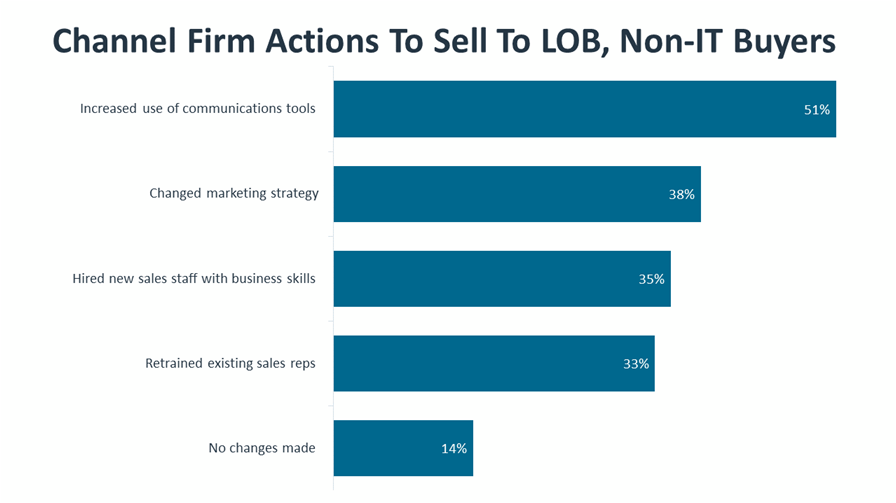 Channel Firm Actions To Sell To LOB, Non-IT Buyers
Increased use of communications tools
51%
Changed marketing strategy
38%
Hired new sales staff with business skills
35%
Retrained existing sales reps
33%
No changes made
14%